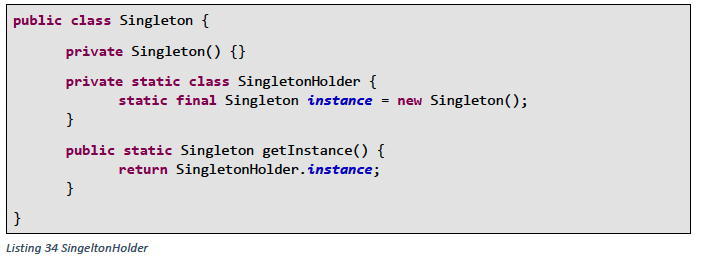 public class Singleton {
private Singleton() {}
private static class SingletonHolder {
static final Singleton instance = new Singleton();
}
public static Singleton getInstance() {
return SingletonHolder.instance;
}
}
Listing 34 SingeltonHolder